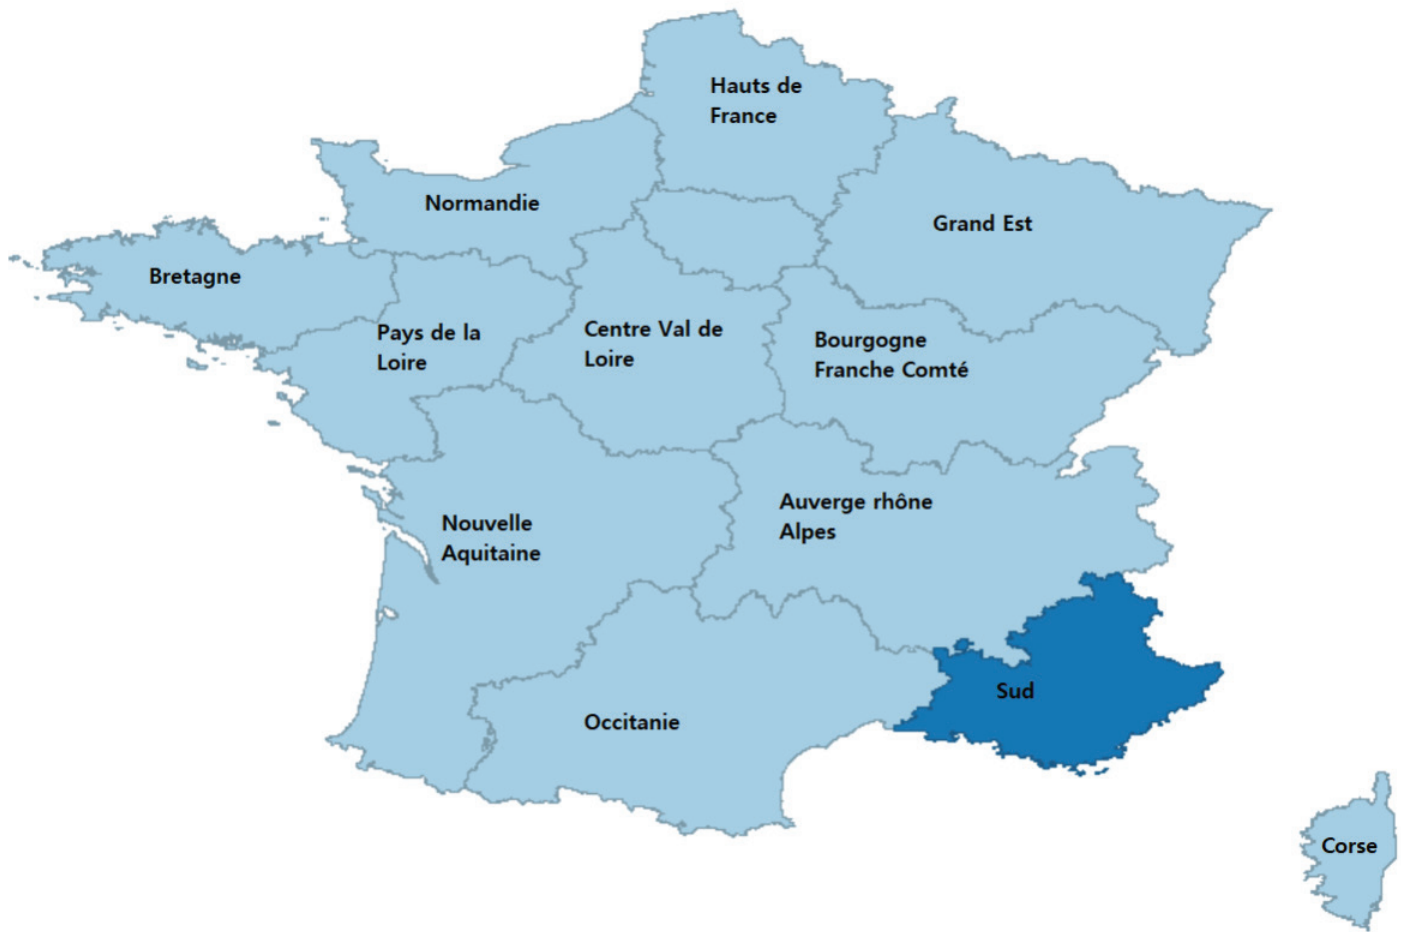 Hauts de
France
Normandie
Grand Est
Bretagne
Pays de la
Loire
Centre Val de
Loire
Bourgogne
Franche Comté
Auverge rhône
Alpes
Nouvelle
Aquitaine
Sud
Occitanie
Corse